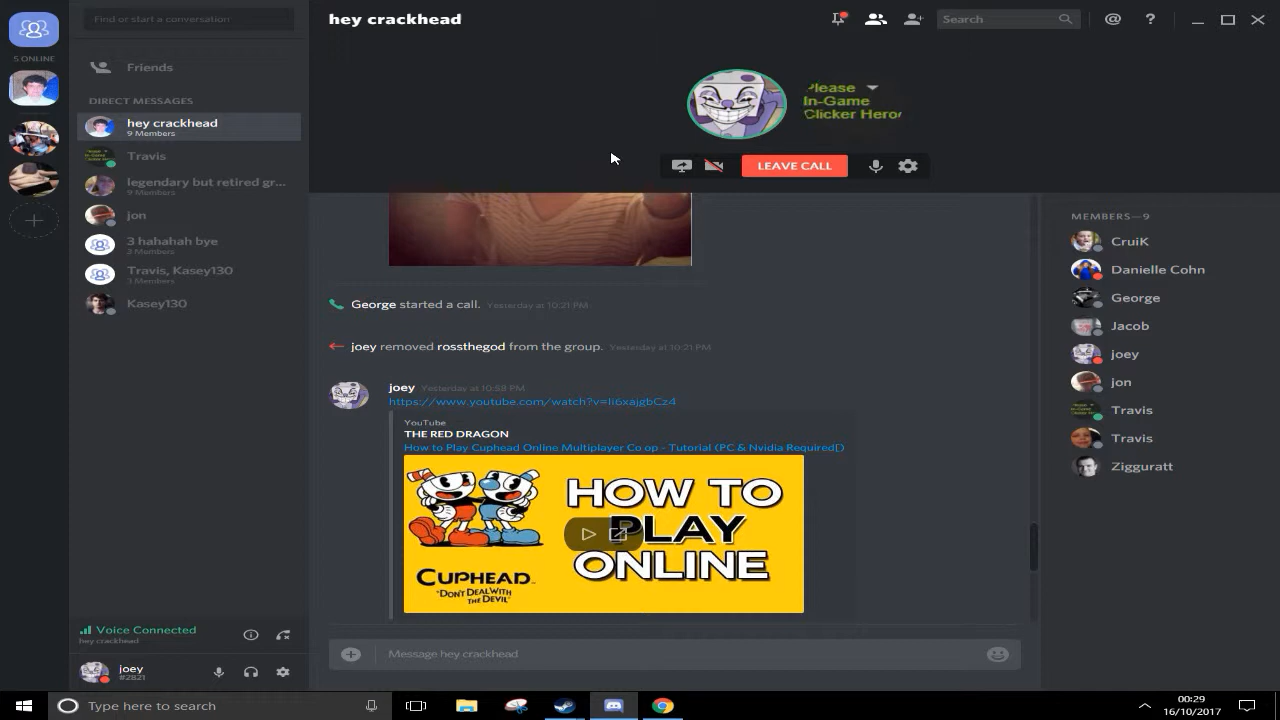 hey crackhead
Search
Find or start a conversation
5 ONLINE
Friends
DIRECT MESSAGES
hey crackhead
9 Members
Travis
legendary but retired gr...
9 Members
jon
3 hahahah bye
3 Members
Travis, Kasey130
3 Members
Kasey130
Please
In-Game
Clicker Hero
LEAVE CALL
George started a call. Yesterday at 10:21 PM
joey removed rossthegod from the group. Yesterday at 10:21 PM
joey Yesterday at 10:58 PM
https://www.youtube.com/watch?v=li6xajgbCz4
YouTube
THE RED DRAGON
How to Play Cuphead Online Multiplayer Co op - Tutorial (PC & Nvidia Required[)
HOW TO
PLAY
ONLINE
CUPHEAD
"DON'T DEAL WITH
THE DEVIL"
Message hey crackhead
MEMBERS—9
CruiK
Danielle Cohn
George
Jacob
joey
jon
Travis
Travis
Zigguratt
Voice Connected
hey crackhead
joey
#2821
Type here to search
00:29
16/10/2017